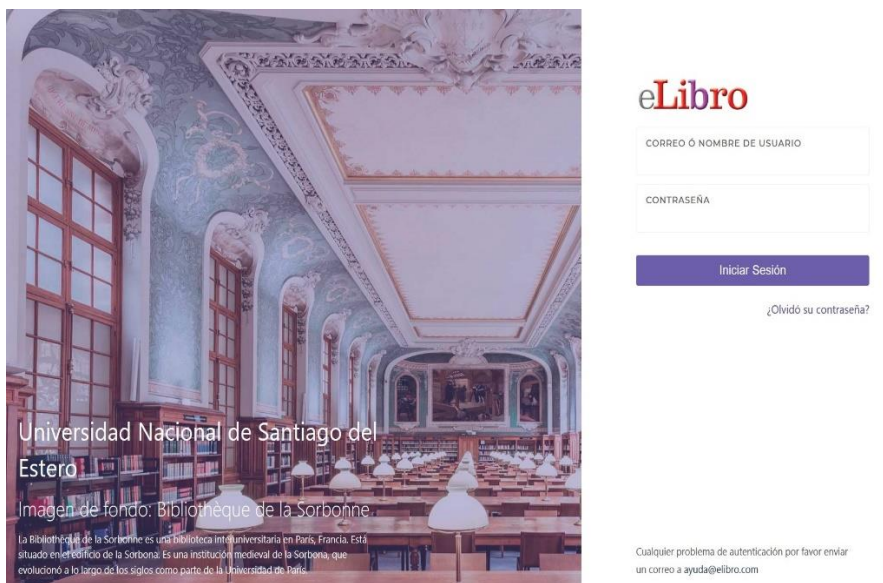 Universidad Nacional de Santiago del
Estero
Imagen de fondo: Bibliothèque de la Sorbonne
La Bibliothèque de la Sorbonne es una biblioteca interuniversitaria en París, Francia. Está
situado en el edificio de la Sorbona. Es una institución medieval de la Sorbona, que
evolucionó a lo largo de los siglos como parte de la Universidad de París.
eLibro
CORREO Ó NOMBRE DE USUARIO
CONTRASEÑA
Iniciar Sesión
¿Olvidó su contraseña?
Cualquier problema de autenticación por favor enviar
un correo a ayuda@elibro.com